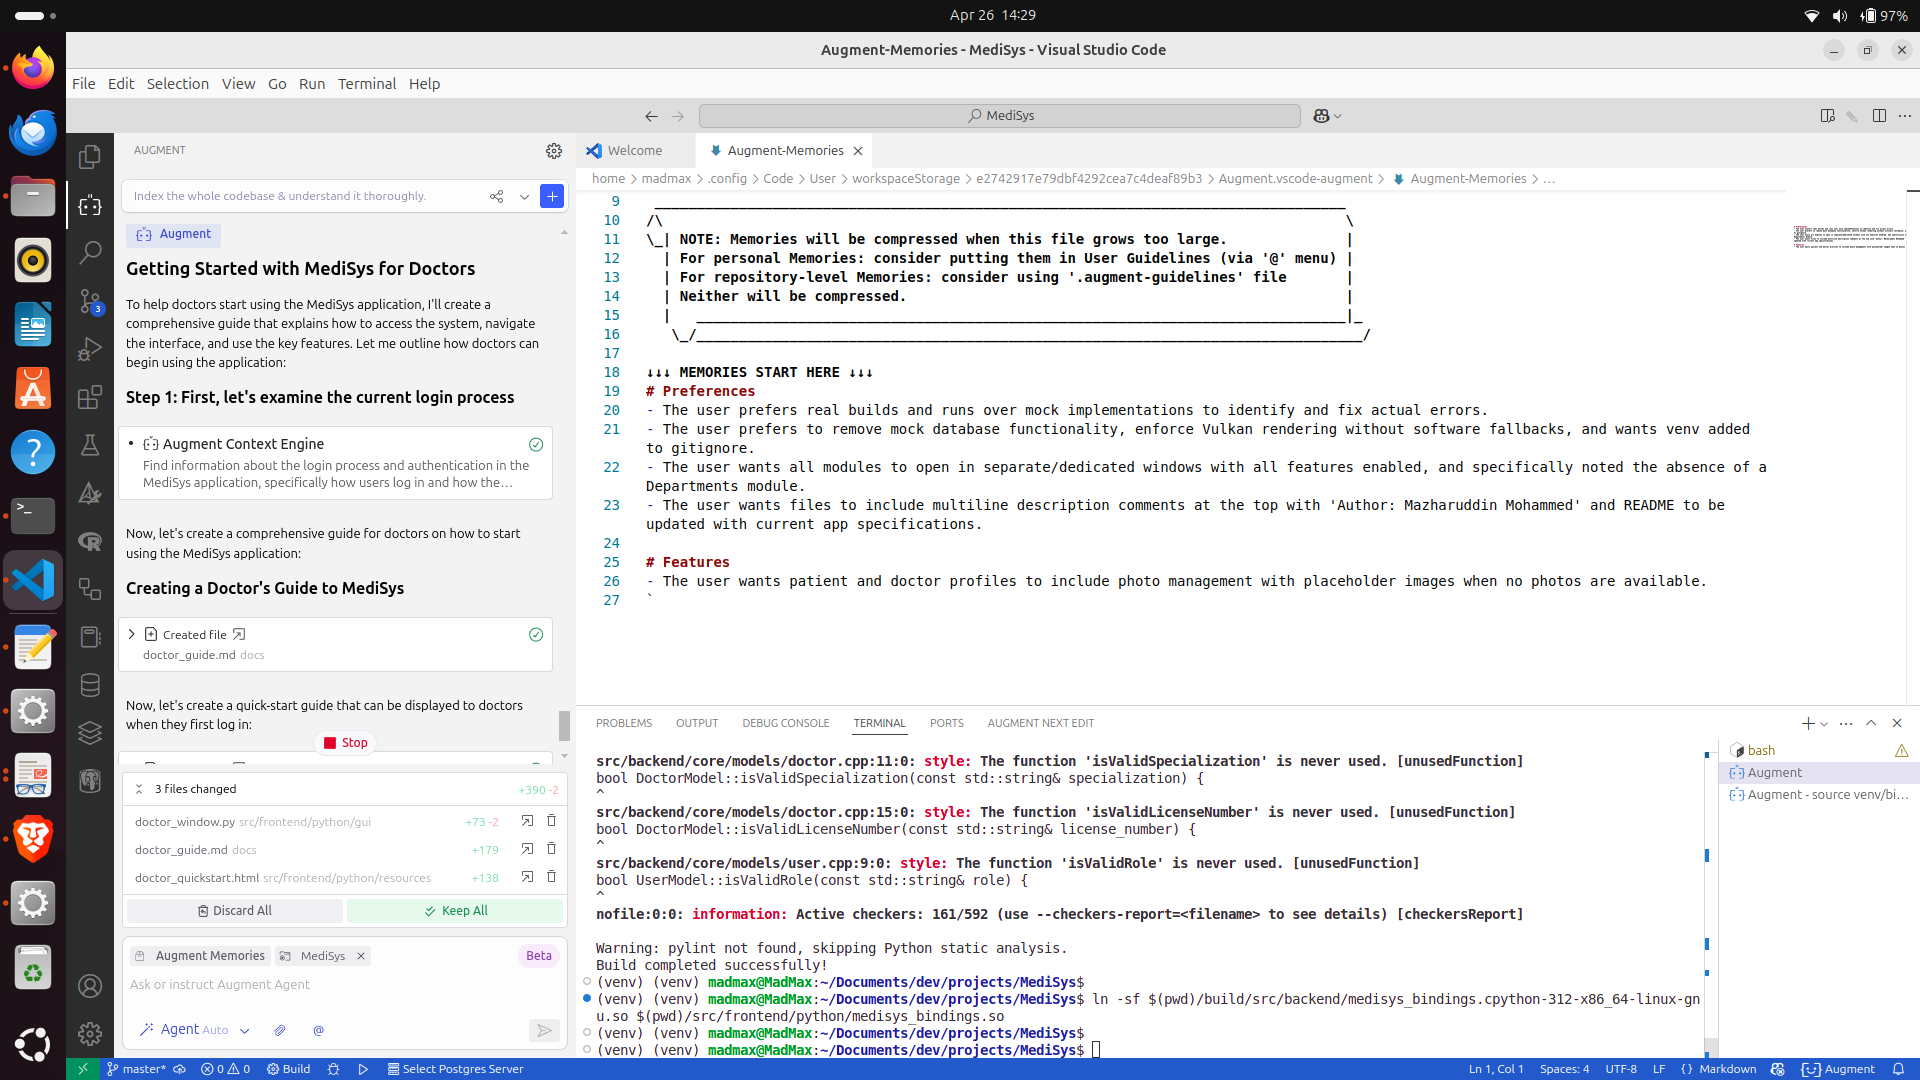 Apr 26 14:29
97%
Augment-Memories - MediSys - Visual Studio Code
File Edit Selection View Go Run Terminal Help
MediSys
AUGMENT
Index the whole codebase & understand it thoroughly.
Augment
Getting Started with MediSys for Doctors
To help doctors start using the MediSys application, I'll create a
comprehensive guide that explains how to access the system, navigate
the interface, and use the key features. Let me outline how doctors can
begin using the application:
Step 1: First, let's examine the current login process
Augment Context Engine
Find information about the login process and authentication in the
MediSys application, specifically how users log in and how the...
Now, let's create a comprehensive guide for doctors on how to start
using the MediSys application:
Creating a Doctor's Guide to MediSys
Created file
doctor_guide.md docs
Now, let's create a quick-start guide that can be displayed to doctors
when they first log in:
Stop
3 files changed +390 -2
doctor_window.py src/frontend/python/gui +73 -2
doctor_guide.md docs +179
doctor_quickstart.html src/frontend/python/resources +138
Discard All Keep All
Augment Memories MediSys Beta
Ask or instruct Augment Agent
Agent Auto @
3
Welcome Augment-Memories
home > madmax > .config > Code > User > workspaceStorage > e2742917e79dbf4292cea7c4deaf89b3 > Augment.vscode-augment > Augment-Memories > ...
9 __________________________________________________________________________________
10 /\ \
11 \_| NOTE: Memories will be compressed when this file grows too large. |
12 | For personal Memories: consider putting them in User Guidelines (via '@' menu) |
13 | For repository-level Memories: consider using '.augment-guidelines' file |
14 | Neither will be compressed. |
15 | _____________________________________________________________________________|_
16 \_/_______________________________________________________________________________/
17
18 ↓↓↓ MEMORIES START HERE ↓↓↓
19 # Preferences
20 - The user prefers real builds and runs over mock implementations to identify and fix actual errors.
21 - The user prefers to remove mock database functionality, enforce Vulkan rendering without software fallbacks, and wants venv added
to gitignore.
22 - The user wants all modules to open in separate/dedicated windows with all features enabled, and specifically noted the absence of a
Departments module.
23 - The user wants files to include multiline description comments at the top with 'Author: Mazharuddin Mohammed' and README to be
updated with current app specifications.
24
25 # Features
26 - The user wants patient and doctor profiles to include photo management with placeholder images when no photos are available.
27 `
PROBLEMS OUTPUT DEBUG CONSOLE TERMINAL PORTS AUGMENT NEXT EDIT
src/backend/core/models/doctor.cpp:11:0: style: The function 'isValidSpecialization' is never used. [unusedFunction]
bool DoctorModel::isValidSpecialization(const std::string& specialization) {
^
src/backend/core/models/doctor.cpp:15:0: style: The function 'isValidLicenseNumber' is never used. [unusedFunction]
bool DoctorModel::isValidLicenseNumber(const std::string& license_number) {
^
src/backend/core/models/user.cpp:9:0: style: The function 'isValidRole' is never used. [unusedFunction]
bool UserModel::isValidRole(const std::string& role) {
^
nofile:0:0: information: Active checkers: 161/592 (use --checkers-report=<filename> to see details) [checkersReport]
Warning: pylint not found, skipping Python static analysis.
Build completed successfully!
(venv) (venv) madmax@MadMax:~/Documents/dev/projects/MediSys$
(venv) (venv) madmax@MadMax:~/Documents/dev/projects/MediSys$ ln -sf $(pwd)/build/src/backend/medisys_bindings.cpython-312-x86_64-linux-gn
u.so $(pwd)/src/frontend/python/medisys_bindings.so
(venv) (venv) madmax@MadMax:~/Documents/dev/projects/MediSys$
(venv) (venv) madmax@MadMax:~/Documents/dev/projects/MediSys$
bash
Augment
Augment - source venv/bi...
master* 0 0 Build Select Postgres Server
Ln 1, Col 1 Spaces: 4 UTF-8 LF {} Markdown Augment